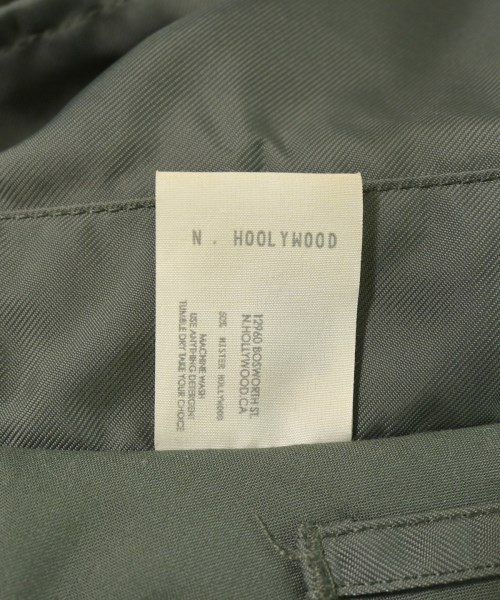 N. HOOLYWOOD
12960 BOSWORTH ST.
N.HOLLYWOOD.CA
MISTER HOLLYWOOD
MACHINE WASH
USE ANYTHING DETERGENT
TUMBLE DRY TAKE YOUR CHOICE